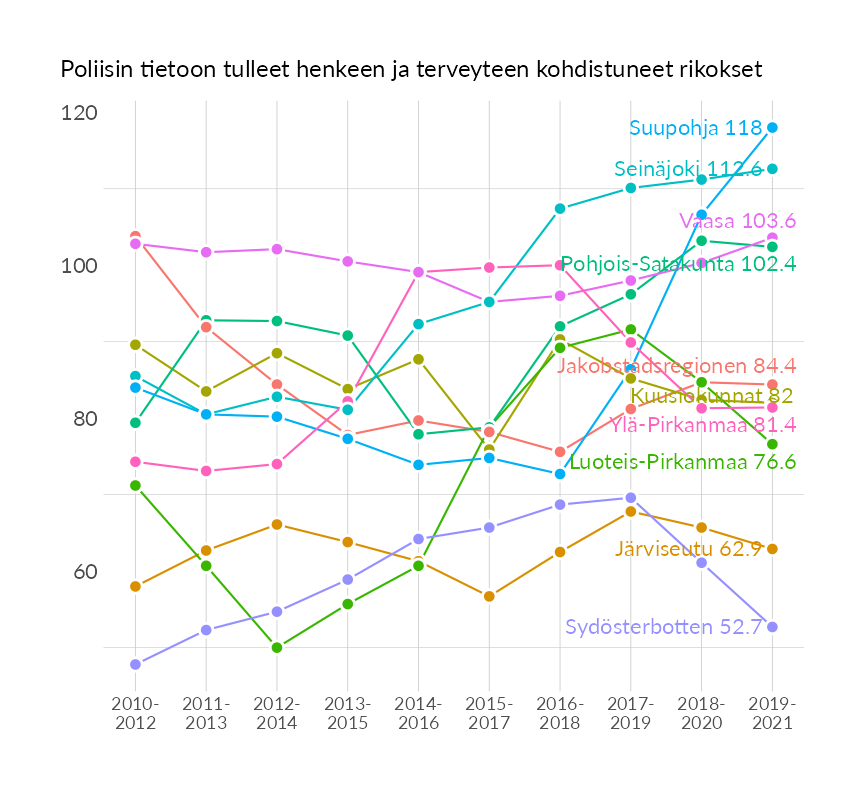 Poliisin tietoon tulleet henkeen ja terveyteen kohdistuneet rikokset
120
Suupohja 118
Seinäjoki 112.6
Vaasa 103.6
100
Pohjois-Satakunta 102.4
Jakobstadsregionen 84.4
Kuusiokunnat 82
80
Ylä-Pirkanmaa 81.4
Luoteis-Pirkanmaa 76.6
Järviseutu 62.9
60
Sydösterbotten 52.7
2010- 2011- 2012- 2013- 2014- 2015- 2016- 2017- 2018- 2019-
2012 2013 2014 2015 2016 2017 2018 2019 2020 2021